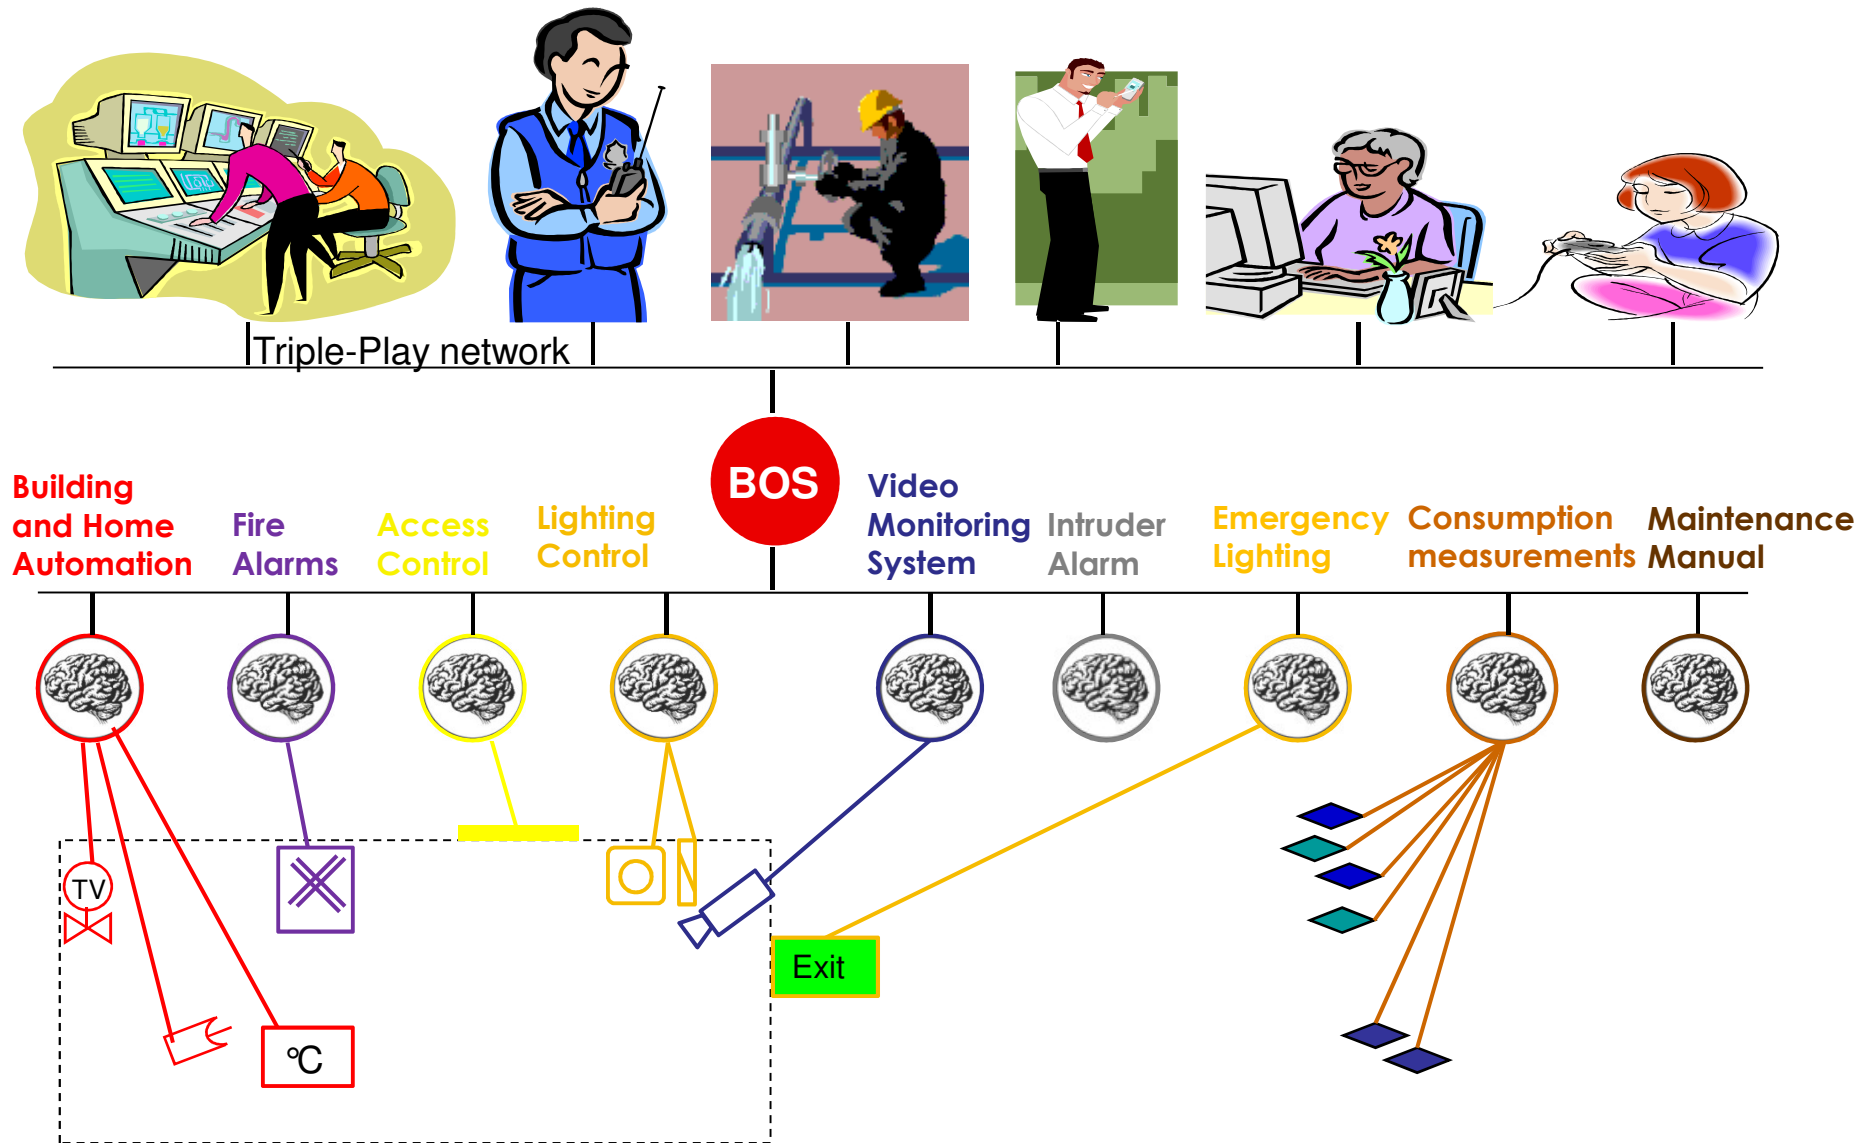 Triple-Play network
BOS
Building
and Home
Automation
Fire
Alarms
Access
Control
Lighting
Control
Video
Monitoring
System
Intruder
Alarm
Emergency
Lighting
Consumption
measurements
Maintenance
Manual
TV
Exit
°C